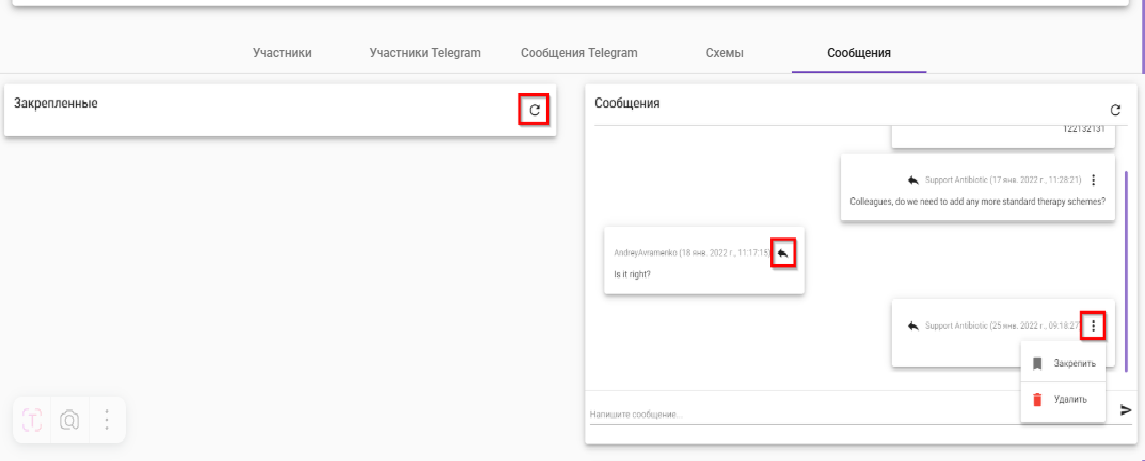 Участники Участники Telegram Сообщения Telegram Схемы Сообщения
Закрепленные
Сообщения
122132131
Support Antibiotic (17 янв. 2022 г., 11:28:21)
Colleagues, do we need to add any more standard therapy schemes?
AndreyAwramenko (18 янв. 2022 г., 11:17:15)
Is it right?
Support Antibiotic (25 янв. 2022 г., 09:18:27)
Закрепить
Удалить
Напишите сообщение...